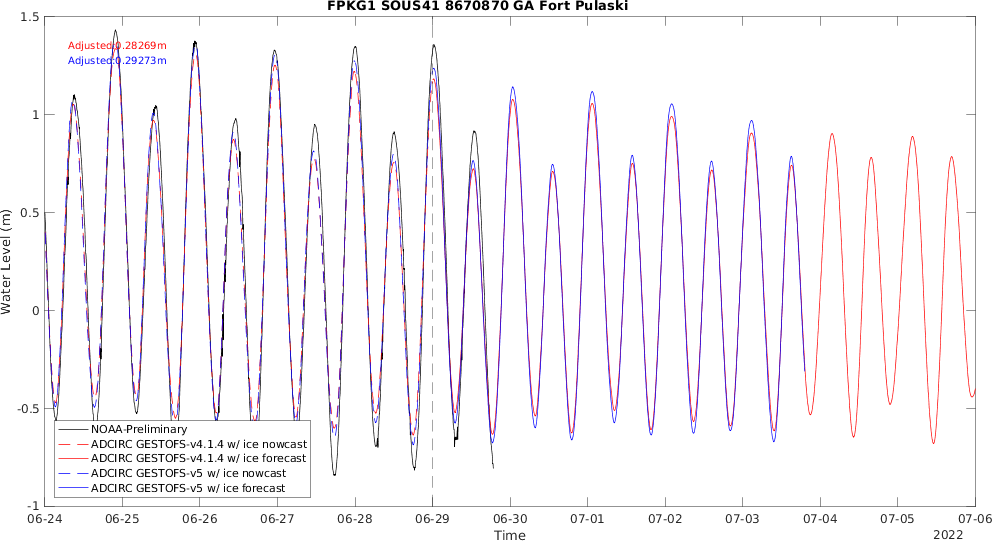 FPKG1 SOUS41 8670870 GA Fort Pulaski
1.5
Adjusted:0.28269m
Adjusted:0.29273m
1
0.5
Water Level (m)
0
-0.5
NOAA-Preliminary
ADCIRC GESTOFS-v4.1.4 w/ ice nowcast
ADCIRC GESTOFS-v4.1.4 w/ ice forecast
ADCIRC GESTOFS-v5 w/ ice nowcast
ADCIRC GESTOFS-v5 w/ ice forecast
-1
06-24 06-25 06-26 06-27 06-28 06-29 06-30 07-01 07-02 07-03 07-04 07-05 07-06
Time
2022